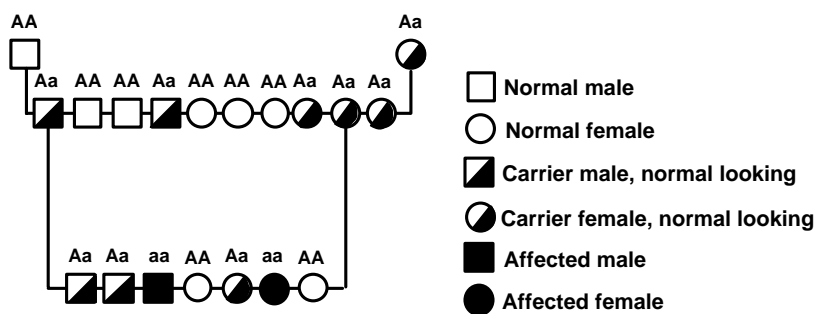 AA
Aa
Aa AA AA Aa AA AA AA Aa Aa Aa
Normal male
Normal female
Carrier male, normal looking
Carrier female, normal looking
Aa Aa aa AA Aa aa AA
Affected male
Affected female